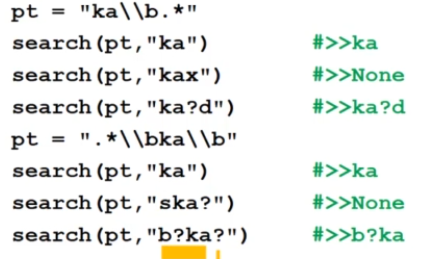 pt = "ka\\b.*"
search(pt,"ka") #>>ka
search(pt,"kax") #>>None
search(pt,"ka?d") #>>ka?d
pt = ".*\\bka\\b"
search(pt,"ka") #>>ka
search(pt,"ska?") #>>None
search(pt,"b?ka?") #>>b?ka